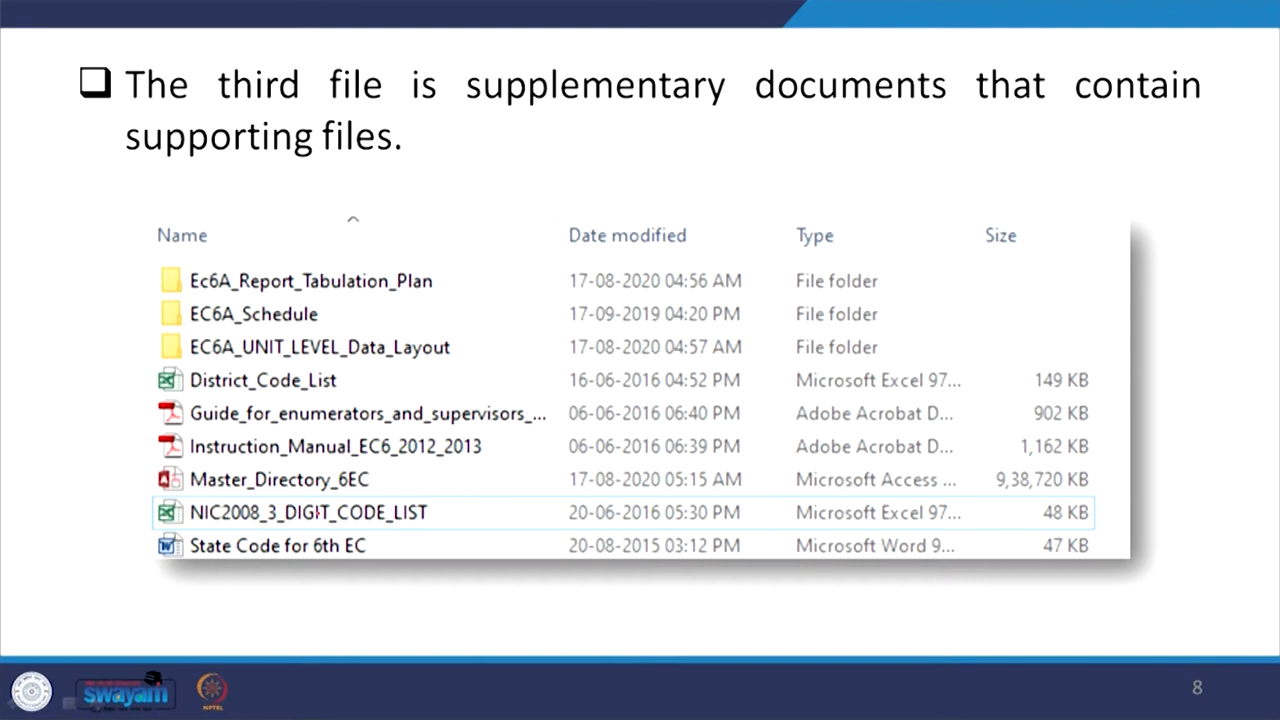 The third file is supplementary documents that contain
supporting files.
Name Date modified Type Size
Ec6A_Report_Tabulation_Plan 17-08-2020 04:56 AM File folder
EC6A_Schedule 17-09-2019 04:20 PM File folder
EC6A_UNIT_LEVEL_Data_Layout 17-08-2020 04:57 AM File folder
District_Code_List 16-06-2016 04:52 PM Microsoft Excel 97... 149 KB
Guide_for_enumerators_and_supervisors_... 06-06-2016 06:40 PM Adobe Acrobat D... 902 KB
Instruction_Manual_EC6_2012_2013 06-06-2016 06:39 PM Adobe Acrobat D... 1,162 KB
Master_Directory_6EC 17-08-2020 05:15 AM Microsoft Access ... 9,38,720 KB
NIC2008_3_DIGIT_CODE_LIST 20-06-2016 05:30 PM Microsoft Excel 97... 48 KB
State Code for 6th EC 20-08-2015 03:12 PM Microsoft Word 9... 47 KB
swayam
NPTEL
8